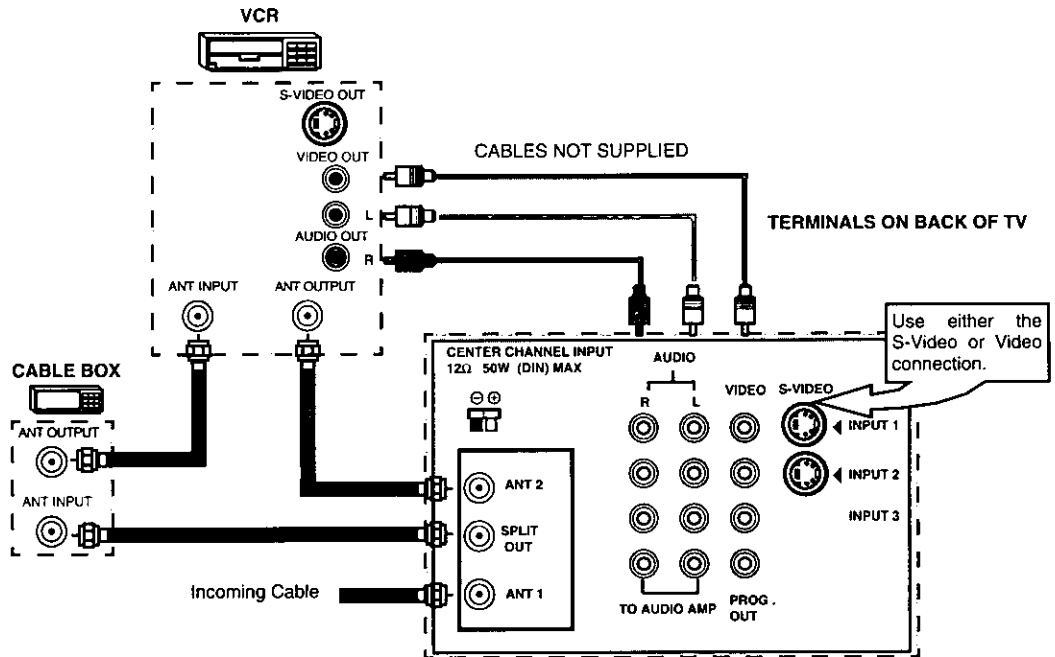 VCR
S-VIDEO OUT
VIDEO OUT
CABLES NOT SUPPLIED
L
AUDIO OUT
R
TERMINALS ON BACK OF TV
ANT INPUT
ANT OUTPUT
Use either the
S-Video or Video
connection.
CABLE BOX
ANT OUTPUT
ANT INPUT
CENTER CHANNEL INPUT
12Ω 50W (DIN) MAX
⊖ ⊕
AUDIO
R L
VIDEO
S-VIDEO
INPUT 1
INPUT 2
INPUT 3
ANT 2
SPLIT
OUT
ANT 1
Incoming Cable
TO AUDIO AMP
PROG.
OUT